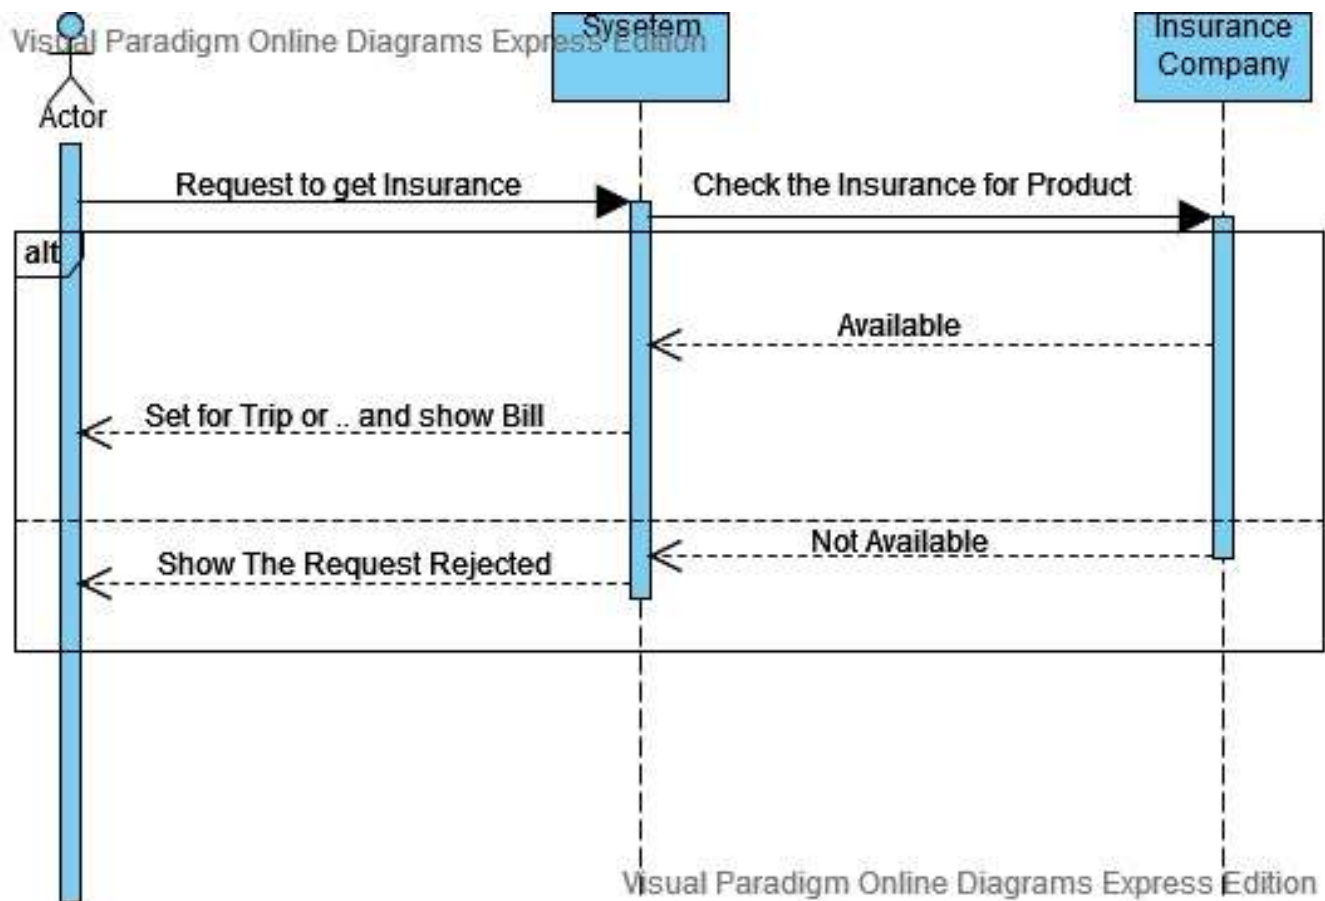 Visual Paradigm Online Diagrams Express Edition
Sysetem
Insurance
Company
Actor
Request to get Insurance
Check the Insurance for Product
alt
Available
Set for Trip or .. and show Bill
Not Available
Show The Request Rejected
Visual Paradigm Online Diagrams Express Edition